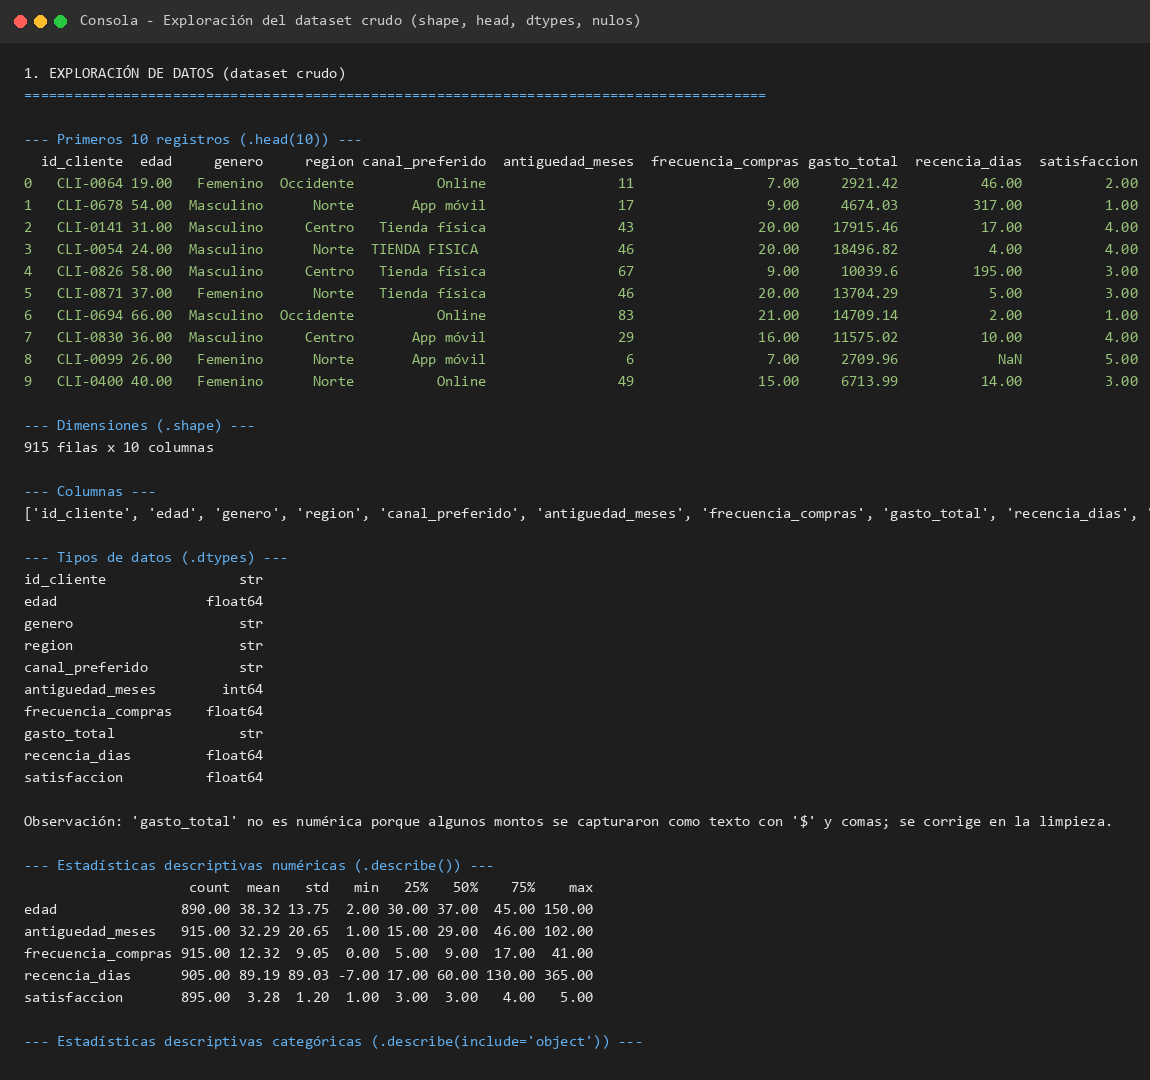 Consola - Exploración del dataset crudo (shape, head, dtypes, nulos)
1. EXPLORACIÓN DE DATOS (dataset crudo)
==========================================================================================
--- Primeros 10 registros (.head(10)) ---
  id_cliente  edad     genero     region canal_preferido  antiguedad_meses  frecuencia_compras gasto_total  recencia_dias  satisfaccion
0   CLI-0064 19.00   Femenino  Occidente          Online                11                7.00     2921.42          46.00          2.00
1   CLI-0678 54.00  Masculino      Norte       App móvil                17                9.00     4674.03         317.00          1.00
2   CLI-0141 31.00  Masculino     Centro   Tienda física                43               20.00    17915.46          17.00          4.00
3   CLI-0054 24.00  Masculino      Norte  TIENDA FISICA                 46               20.00    18496.82           4.00          4.00
4   CLI-0826 58.00  Masculino     Centro   Tienda física                67                9.00     10039.6         195.00          3.00
5   CLI-0871 37.00   Femenino      Norte   Tienda física                46               20.00    13704.29           5.00          3.00
6   CLI-0694 66.00   Femenino  Occidente          Online                83               21.00    14709.14           2.00          1.00
7   CLI-0830 36.00  Masculino     Centro       App móvil                29               16.00    11575.02          10.00          4.00
8   CLI-0099 26.00   Femenino      Norte       App móvil                 6                7.00     2709.96            NaN          5.00
9   CLI-0400 40.00   Femenino      Norte          Online                49               15.00     6713.99          14.00          3.00
--- Dimensiones (.shape) ---
915 filas x 10 columnas
--- Columnas ---
['id_cliente', 'edad', 'genero', 'region', 'canal_preferido', 'antiguedad_meses', 'frecuencia_compras', 'gasto_total', 'recencia_dias', '
--- Tipos de datos (.dtypes) ---
id_cliente                str
edad                  float64
genero                    str
region                    str
canal_preferido           str
antiguedad_meses        int64
frecuencia_compras    float64
gasto_total               str
recencia_dias         float64
satisfaccion          float64
Observación: 'gasto_total' no es numérica porque algunos montos se capturaron como texto con '$' y comas; se corrige en la limpieza.
--- Estadísticas descriptivas numéricas (.describe()) ---
                    count  mean   std   min   25%   50%    75%    max
edad               890.00 38.32 13.75  2.00 30.00 37.00  45.00 150.00
antiguedad_meses   915.00 32.29 20.65  1.00 15.00 29.00  46.00 102.00
frecuencia_compras 915.00 12.32  9.05  0.00  5.00  9.00  17.00  41.00
recencia_dias      905.00 89.19 89.03 -7.00 17.00 60.00 130.00 365.00
satisfaccion       895.00  3.28  1.20  1.00  3.00  3.00   4.00   5.00
--- Estadísticas descriptivas categóricas (.describe(include='object')) ---